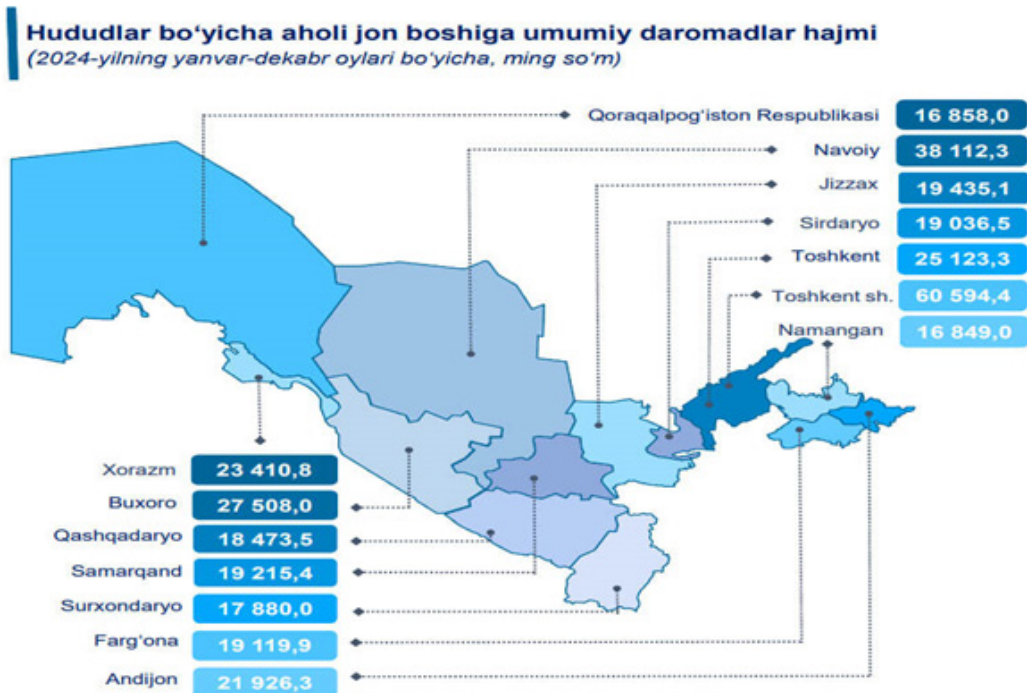 Hududlar bo‘yicha aholi jon boshiga umumiy daromadlar hajmi
(2024-yilning yanvar-dekabr oylari bo‘yicha, ming so‘m)
Qoraqalpog‘iston Respublikasi 16 858,0
Navoiy 38 112,3
Jizzax 19 435,1
Sirdaryo 19 036,5
Toshkent 25 123,3
Toshkent sh. 60 594,4
Namangan 16 849,0
Xorazm 23 410,8
Buxoro 27 508,0
Qashqadaryo 18 473,5
Samarqand 19 215,4
Surxondaryo 17 880,0
Farg‘ona 19 119,9
Andijon 21 926,3